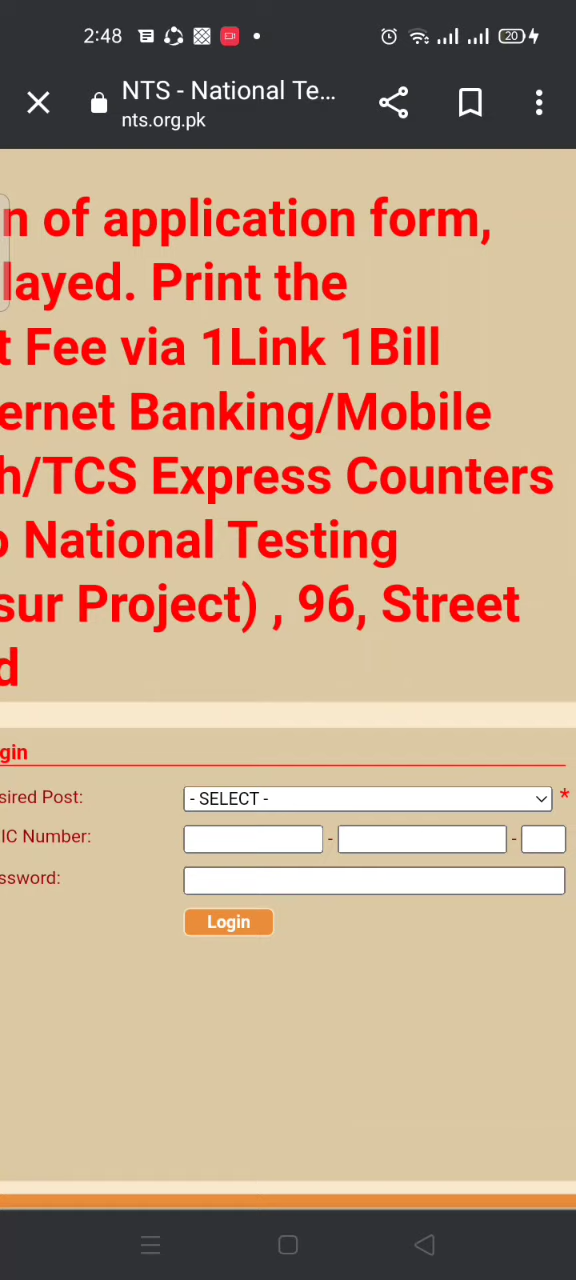 2:48
20
NTS - National Te...
nts.org.pk
n of application form,
layed. Print the
t Fee via 1Link 1Bill
ernet Banking/Mobile
h/TCS Express Counters
o National Testing
sur Project) , 96, Street
d
gin
sired Post:
- SELECT -
*
IC Number:
-
-
ssword:
Login